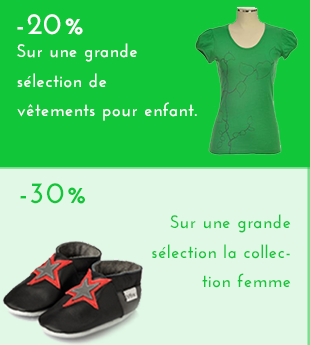 -20%
Sur une grande
sélection de
vêtements pour enfant.
-30%
Sur une grande
sélection la collec-
tion femme